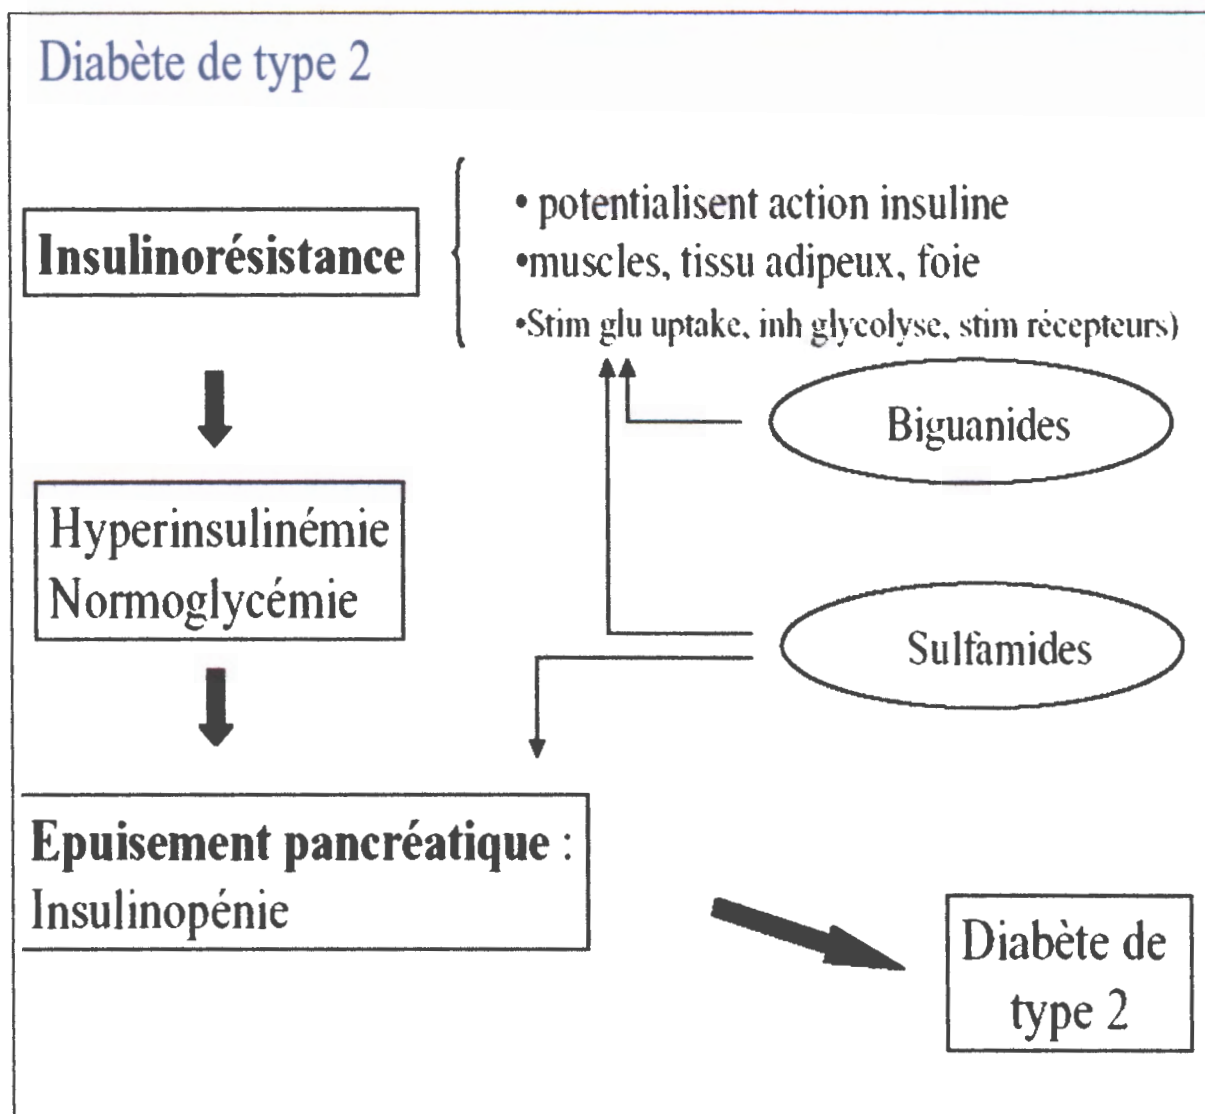 Diabète de type 2
Insulinorésistance
• potentialisent action insuline
•muscles, tissu adipeux, foie
•Stim glu uptake, inh glycolyse, stim récepteurs)
Biguanides
Hyperinsulinémie
Normoglycémie
Sulfamides
Epuisement pancréatique :
Insulinopénie
Diabète de
type 2